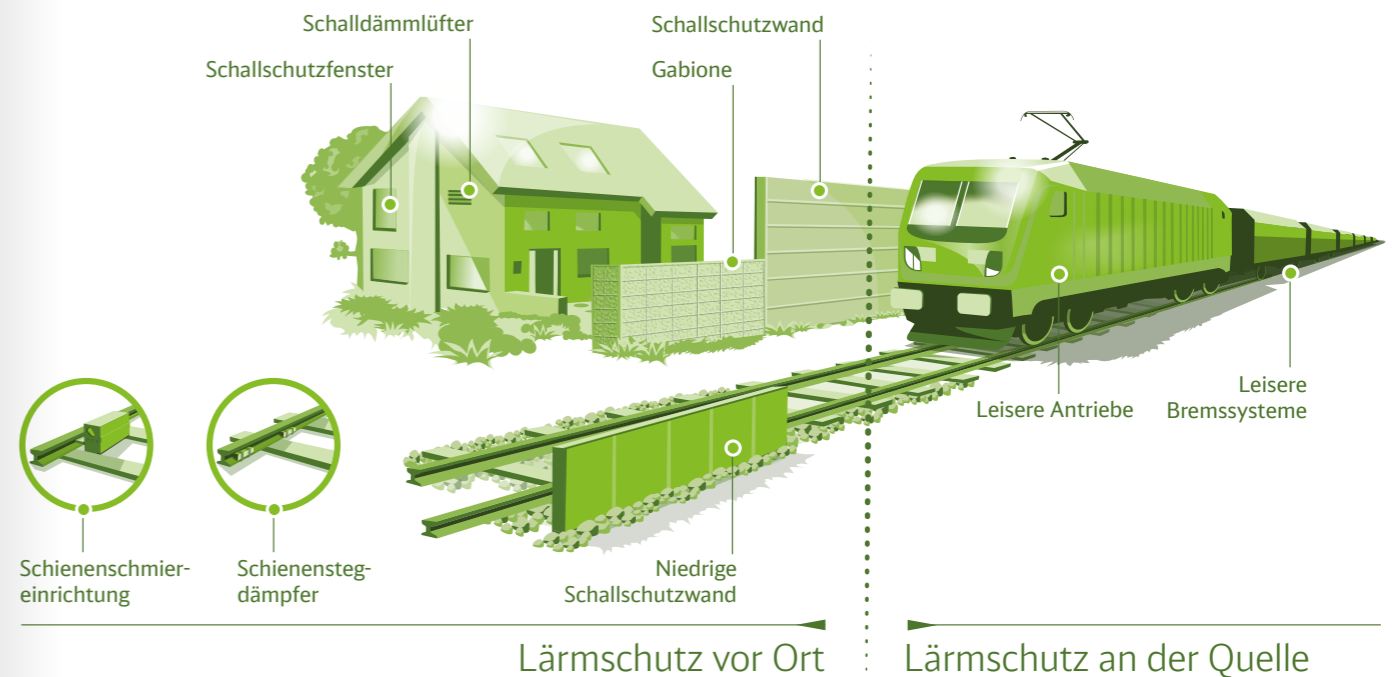 Schalldämmlüfter
Schallschutzfenster
Schallschutzwand
Gabione
Leisere Antriebe
Leisere
Bremssysteme
Schienenschmier-
einrichtung
Schienensteg-
dämpfer
Niedrige
Schallschutzwand
Lärmschutz vor Ort
Lärmschutz an der Quelle